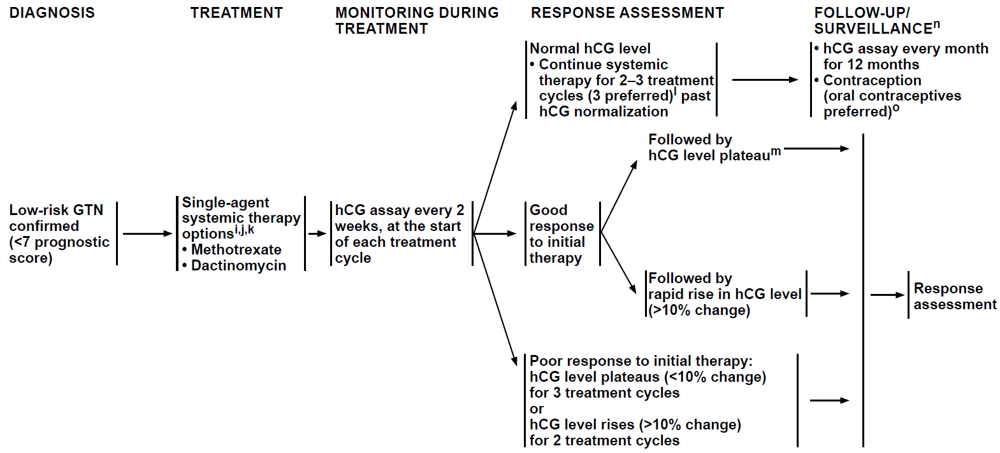 DIAGNOSIS
TREATMENT
MONITORING DURING
TREATMENT
RESPONSE ASSESSMENT
FOLLOW-UP/
SURVEILLANCEⁿ
Low-risk GTN
confirmed
(<7 prognostic
score)
Single-agent
systemic therapy
optionsi,j,k
• Methotrexate
• Dactinomycin
hCG assay every 2
weeks, at the start
of each treatment
cycle
Normal hCG level
• Continue systemic
therapy for 2–3 treatment
cycles (3 preferred)l past
hCG normalization
• hCG assay every month
for 12 months
• Contraception
(oral contraceptives
preferred)o
Good
response
to initial
therapy
Followed by
hCG level plateaum
Followed by
rapid rise in hCG level
(>10% change)
Poor response to initial therapy:
hCG level plateaus (<10% change)
for 3 treatment cycles
or
hCG level rises (>10% change)
for 2 treatment cycles
Response
assessment